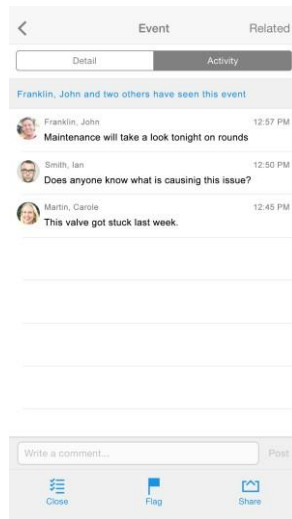 Event
Related
Detail
Activity
Franklin, John and two others have seen this event
Franklin, John
12:57 PM
Maintenance will take a look tonight on rounds
Smith, Ian
12:50 PM
Does anyone know what is causinig this issue?
Martin, Carole
12:45 PM
This valve got stuck last week.
Write a comment...
Post
Close
Flag
Share